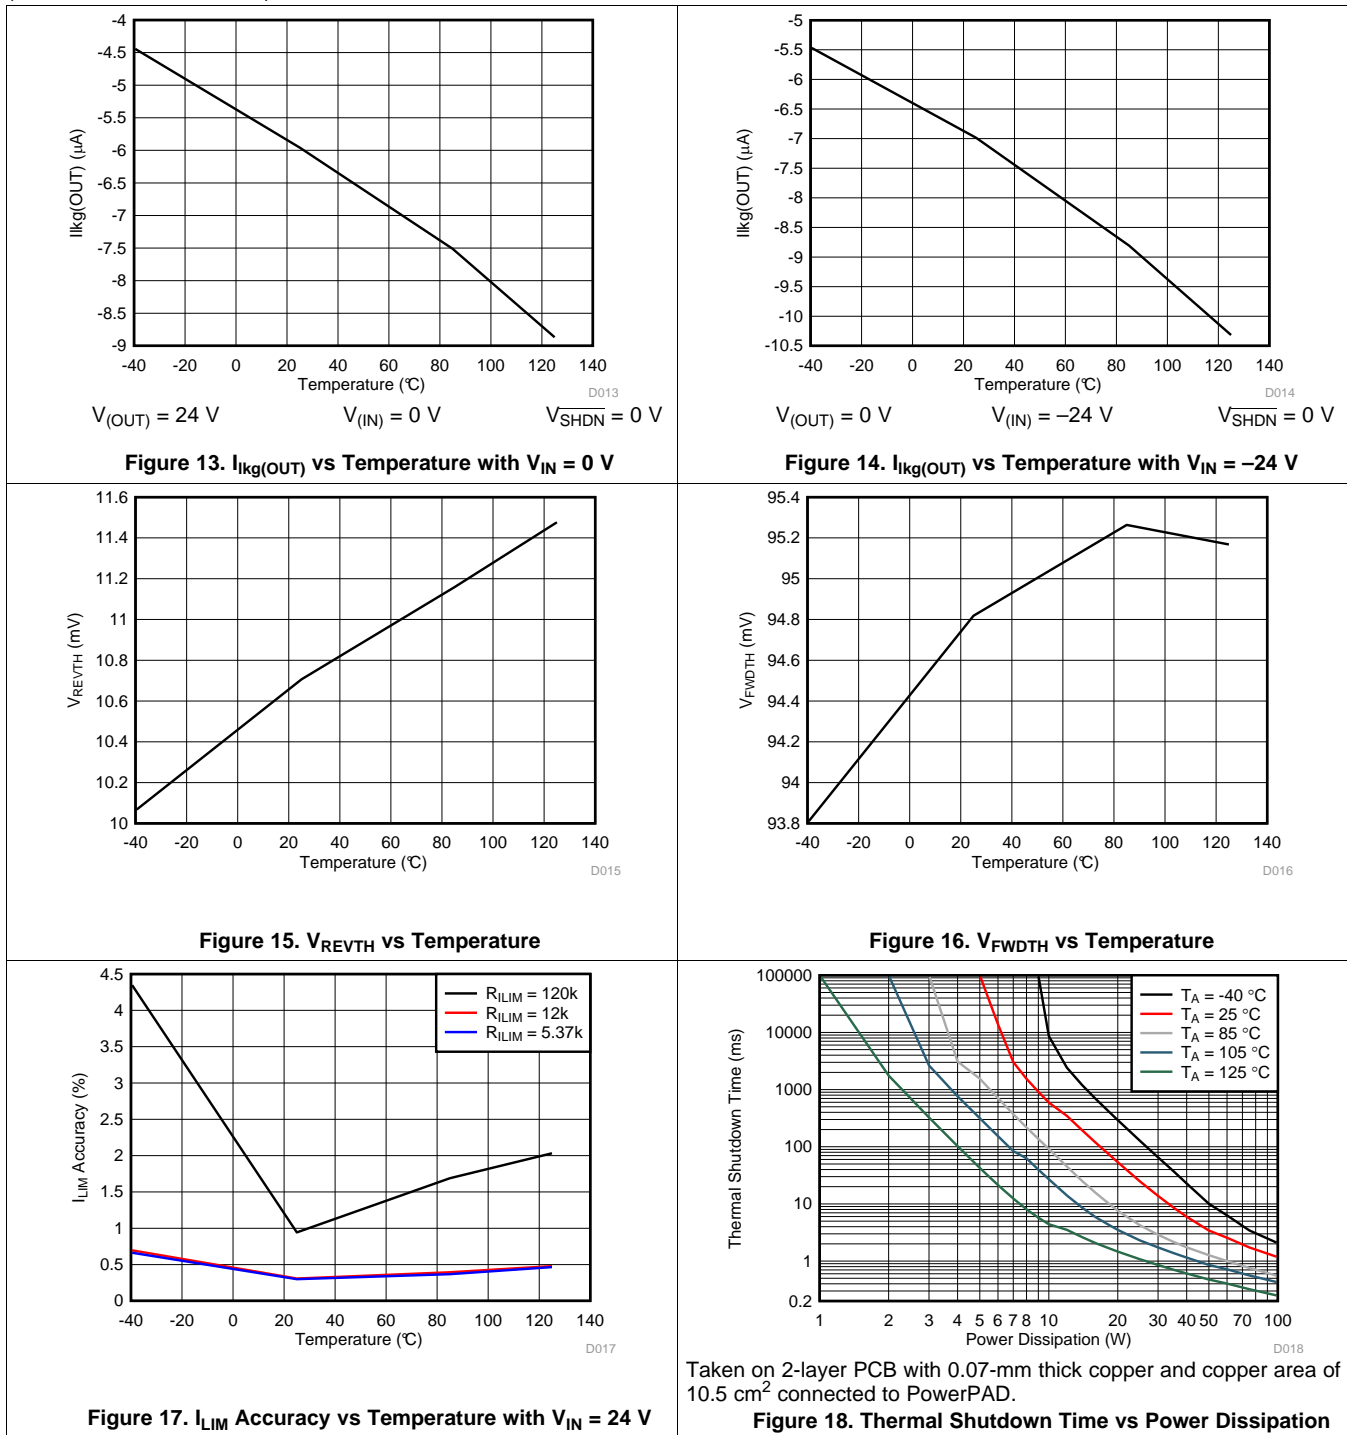 -4
-4.5
-5
-5.5
-6
-6.5
-7
-7.5
-8
-8.5
-9
-40 -20 0 20 40 60 80 100 120 140
Ilkg(OUT) (µA)
Temperature (°C)
D013
V(OUT) = 24 V V(IN) = 0 V VSHDN = 0 V
Figure 13. Ilkg(OUT) vs Temperature with VIN = 0 V
-5
-5.5
-6
-6.5
-7
-7.5
-8
-8.5
-9
-9.5
-10
-10.5
-40 -20 0 20 40 60 80 100 120 140
Ilkg(OUT) (µA)
Temperature (°C)
D014
V(OUT) = 0 V V(IN) = –24 V VSHDN = 0 V
Figure 14. Ilkg(OUT) vs Temperature with VIN = –24 V
11.6
11.4
11.2
11
10.8
10.6
10.4
10.2
10
-40 -20 0 20 40 60 80 100 120 140
VREVTH (mV)
Temperature (°C)
D015
Figure 15. VREVTH vs Temperature
95.4
95.2
95
94.8
94.6
94.4
94.2
94
93.8
-40 -20 0 20 40 60 80 100 120 140
VFWDTH (mV)
Temperature (°C)
D016
Figure 16. VFWDTH vs Temperature
4.5
4
3.5
3
2.5
2
1.5
1
0.5
0
-40 -20 0 20 40 60 80 100 120 140
ILIM Accuracy (%)
Temperature (°C)
RILIM = 120k
RILIM = 12k
RILIM = 5.37k
D017
Figure 17. ILIM Accuracy vs Temperature with VIN = 24 V
100000
10000
1000
100
10
1
0.2
1 2 3 4 5 6 7 8 10 20 30 40 50 70 100
Thermal Shutdown Time (ms)
Power Dissipation (W)
TA = -40 °C
TA = 25 °C
TA = 85 °C
TA = 105 °C
TA = 125 °C
D018
Taken on 2-layer PCB with 0.07-mm thick copper and copper area of
10.5 cm2 connected to PowerPAD.
Figure 18. Thermal Shutdown Time vs Power Dissipation